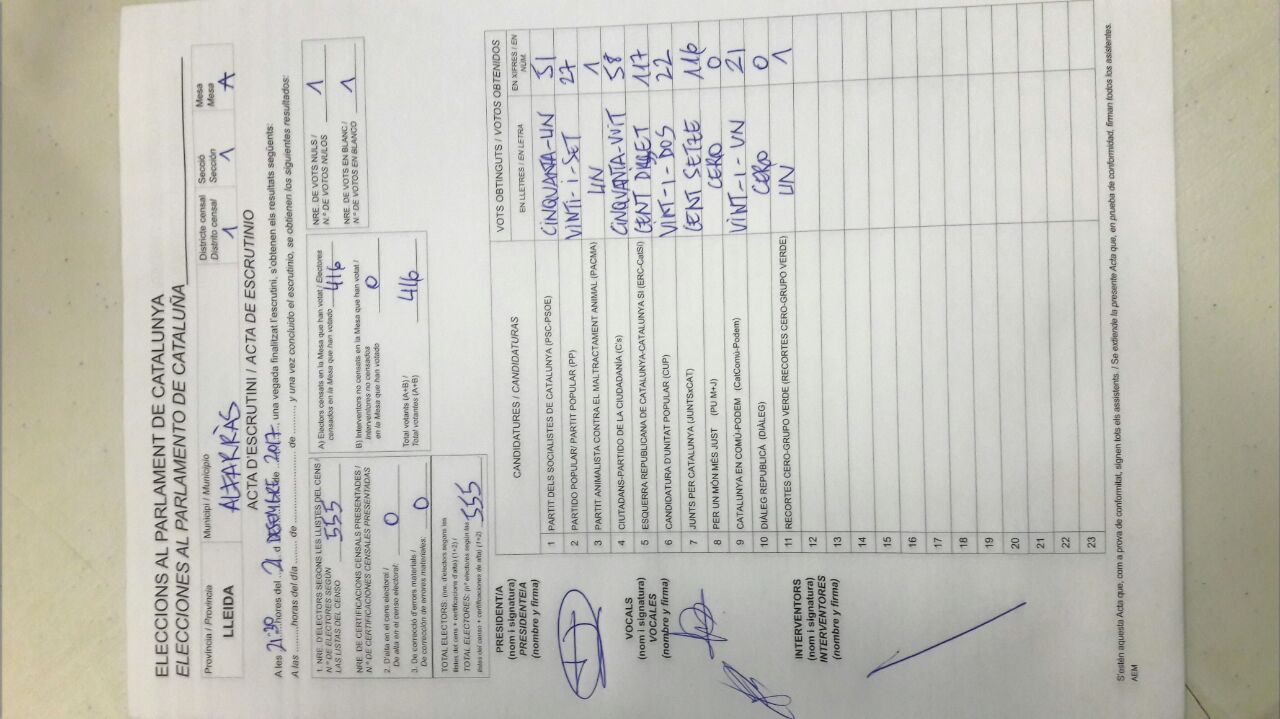 ELECCIONS AL PARLAMENT DE CATALUNYA
ELECCIONES AL PARLAMENTO DE CATALUÑA
Província / Provincia
LLEIDA
Municipi / Municipio
ALFARRÀS
Districte censal
Distrito censal
1
Secció
Sección
1
Mesa
Mesa
A
ACTA D'ESCRUTINI / ACTA DE ESCRUTINIO
A les 21:30 hores del 21 d DESEMBRE de 2017, una vegada finalitzat l'escrutini, s'obtenen els resultats següents:
A las ......... horas del día ......... de ......................... de ........., y una vez concluido el escrutinio, se obtienen los siguientes resultados:
1. NRE. D'ELECTORS SEGONS LES LLISTES DEL CENS /
N.º DE ELECTORES SEGÚN
LAS LISTAS DEL CENSO
555
NRE. DE CERTIFICACIONS CENSALS PRESENTADES /
N.º DE CERTIFICACIONES CENSALES PRESENTADAS
2. D'alta en el cens electoral /
De alta en el censo electoral:
0
3. De correcció d'errors materials /
De corrección de errores materiales:
0
TOTAL ELECTORS: (nre. d'electors segons les
llistes del cens + certificacions d'alta) (1+2) /
TOTAL ELECTORES: (nº electores según las
listas del censo + certificaciones de alta) (1+2)
555
A) Electors censats en la Mesa que han votat / Electores
censados en la Mesa que han votado
416
B) Interventors no censats en la Mesa que han votat /
Interventores no censados
en la Mesa que han votado
0
Total votants (A+B) /
Total votantes (A+B)
416
NRE. DE VOTS NULS /
N.º DE VOTOS NULOS
1
NRE. DE VOTS EN BLANC /
N.º DE VOTOS EN BLANCO
1
CANDIDATURES / CANDIDATURAS
VOTS OBTINGUTS / VOTOS OBTENIDOS
EN LLETRES / EN LETRA
EN XIFRES / EN NÚM.
1 PARTIT DELS SOCIALISTES DE CATALUNYA (PSC-PSOE) CINQUANTA-UN 51
2 PARTIDO POPULAR/ PARTIT POPULAR (PP) VINTI-I-SET 27
3 PARTIT ANIMALISTA CONTRA EL MALTRACTAMENT ANIMAL (PACMA) UN 1
4 CIUTADANS-PARTIDO DE LA CIUDADANÍA (C's) CINQUANTA-VUIT 58
5 ESQUERRA REPUBLICANA DE CATALUNYA-CATALUNYA SÍ (ERC-CatSí) CENT DISSET 117
6 CANDIDATURA D'UNITAT POPULAR (CUP) VINT-I-DOS 22
7 JUNTS PER CATALUNYA (JUNTSxCAT) CENT SETZE 116
8 PER UN MÓN MÉS JUST (PU M+J) CERO 0
9 CATALUNYA EN COMÚ-PODEM (CatComú-Podem) VINT-I-UN 21
10 DIÀLEG REPUBLICÀ (DIÀLEG) CERO 0
11 RECORTES CERO-GRUPO VERDE (RECORTES CERO-GRUPO VERDE) UN 1
12
13
14
15
16
17
18
19
20
21
22
23
PRESIDENT/A
(nom i signatura)
PRESIDENTE/A
(nombre y firma)
VOCALS
(nom i signatura)
VOCALES
(nombre y firma)
INTERVENTORS
(nom i signatura)
INTERVENTORES
(nombre y firma)
S'estén aquesta Acta que, com a prova de conformitat, signen tots els assistents. / Se extiende la presente Acta que, en prueba de conformidad, firman todos los asistentes.
AEM